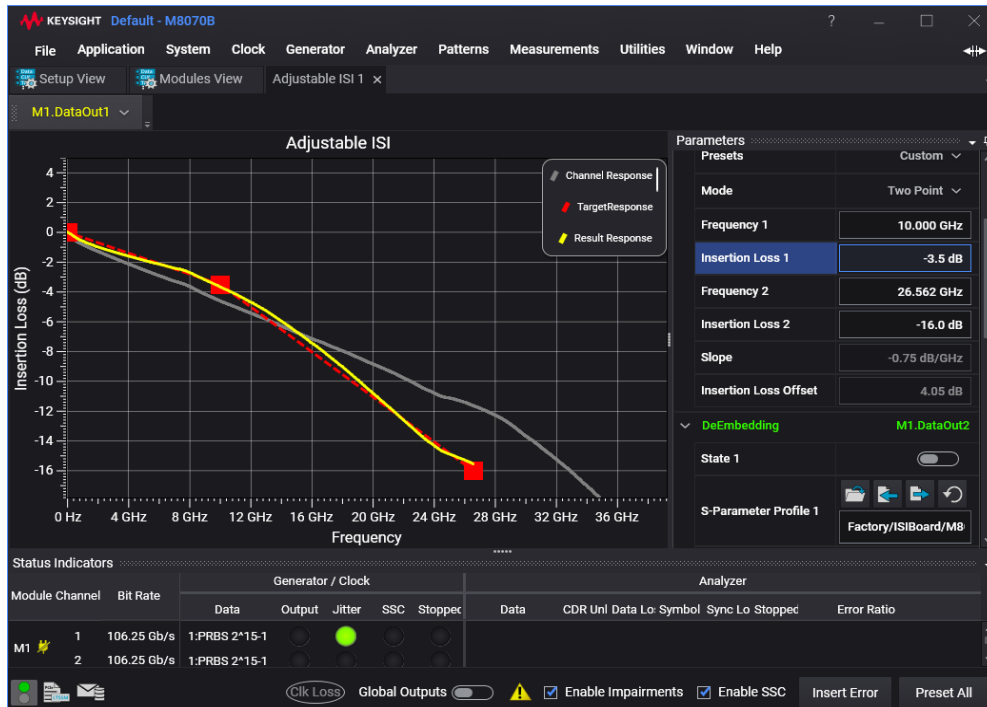 KEYSIGHT Default - M8070B ?
File Application System Clock Generator Analyzer Patterns Measurements Utilities Window Help
Setup View Modules View Adjustable ISI 1
M1.DataOut1
Adjustable ISI
4
2
0
-2
-4
-6
-8
-10
-12
-14
-16
Insertion Loss (dB)
Channel Response
TargetResponse
Result Response
0 Hz 4 GHz 8 GHz 12 GHz 16 GHz 20 GHz 24 GHz 28 GHz 32 GHz 36 GHz
Frequency
Parameters
Presets Custom
Mode Two Point
Frequency 1 10.000 GHz
Insertion Loss 1 -3.5 dB
Frequency 2 26.562 GHz
Insertion Loss 2 -16.0 dB
Slope -0.75 dB/GHz
Insertion Loss Offset 4.05 dB
DeEmbedding M1.DataOut2
State 1
S-Parameter Profile 1
Factory/ISIBoard/M8
Status Indicators
Generator / Clock Analyzer
Module Channel Bit Rate Data Output Jitter SSC Stopped Data CDR Unl Data Lo: Symbol Sync Lo Stopped Error Ratio
M1 1 106.25 Gb/s 1:PRBS 2^15-1
2 106.25 Gb/s 1:PRBS 2^15-1
Clk Loss Global Outputs Enable Impairments Enable SSC Insert Error Preset All